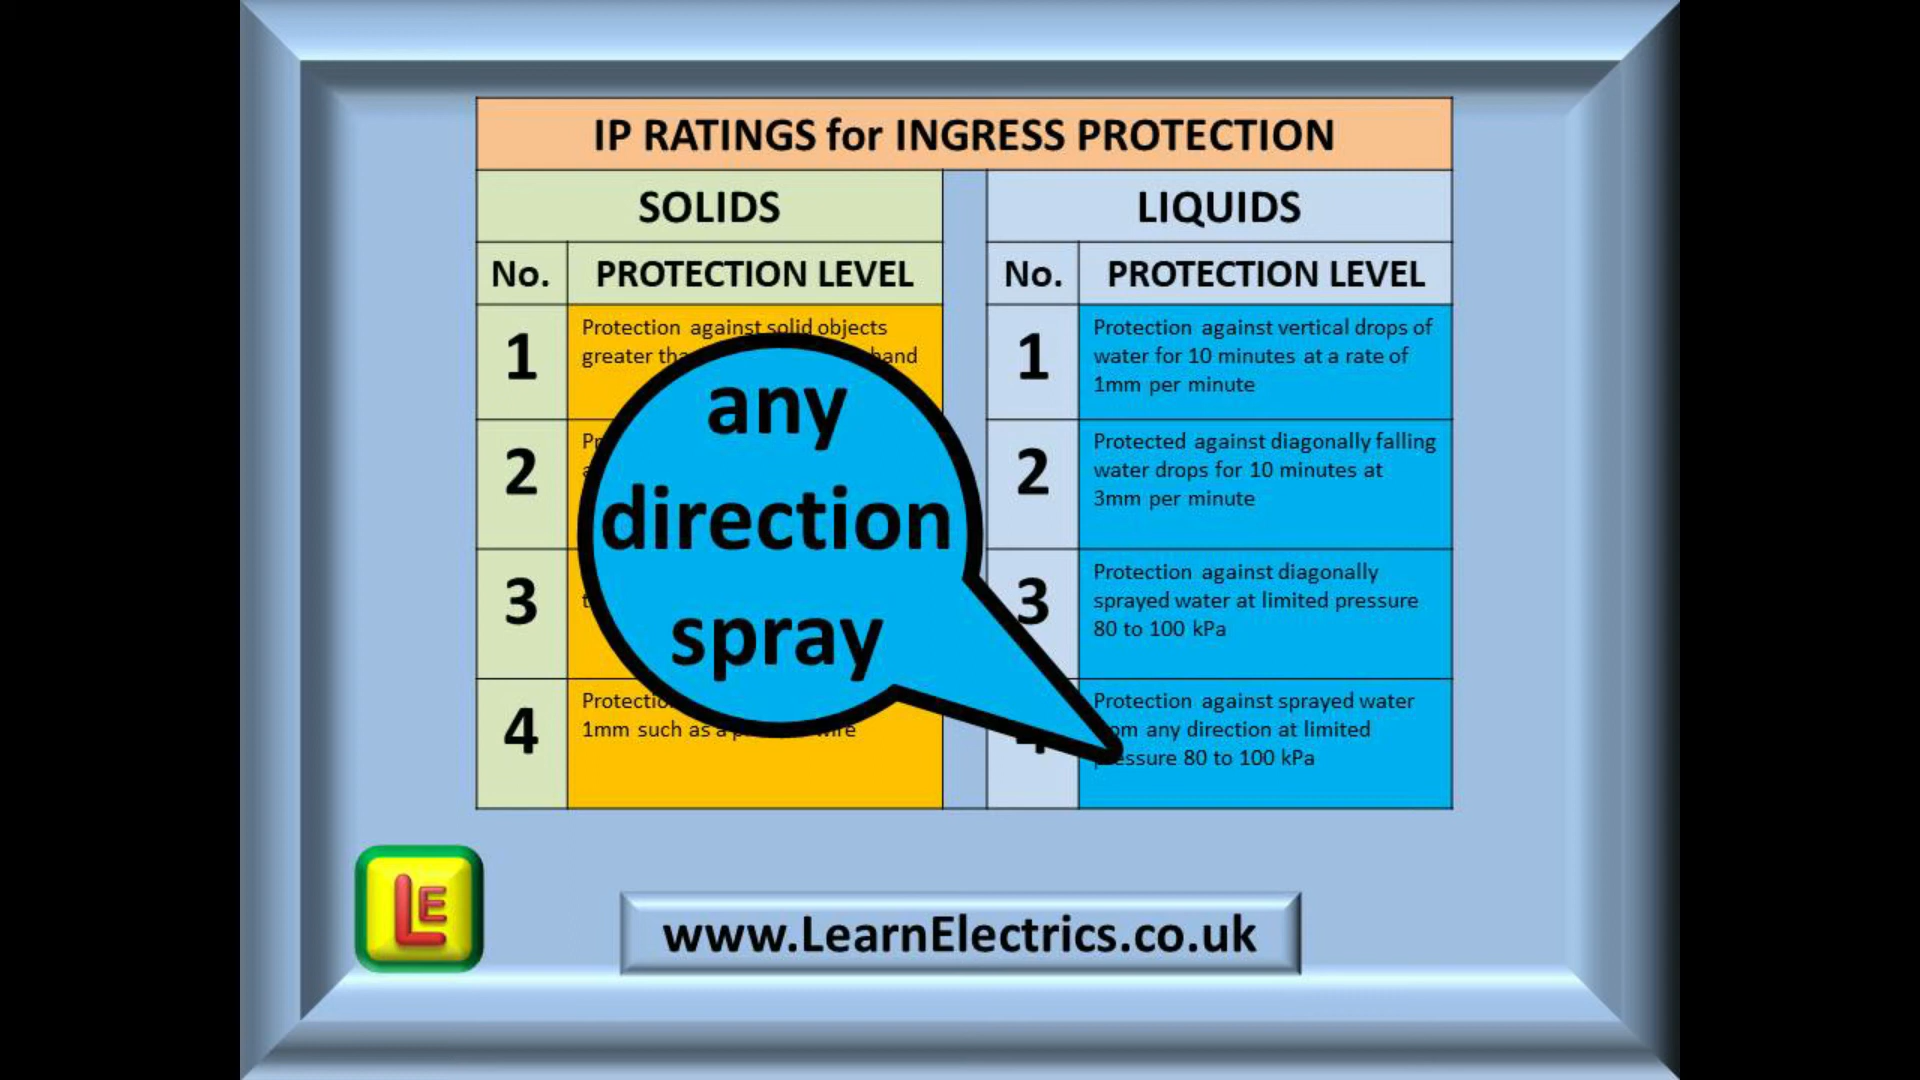 IP RATINGS for INGRESS PROTECTION
SOLIDS
LIQUIDS
No.
PROTECTION LEVEL
No.
PROTECTION LEVEL
1
Protection against solid objects
greater
hand
1
Protection against vertical drops of
water for 10 minutes at a rate of
1mm per minute
2
2
Protected against diagonally falling
water drops for 10 minutes at
3mm per minute
3
3
Protection against diagonally
sprayed water at limited pressure
80 to 100 kPa
4
1mm such as a
wire
Protection against sprayed water
any direction at limited
80 to 100 kPa
any
direction
spray
LE
www.LearnElectrics.co.uk